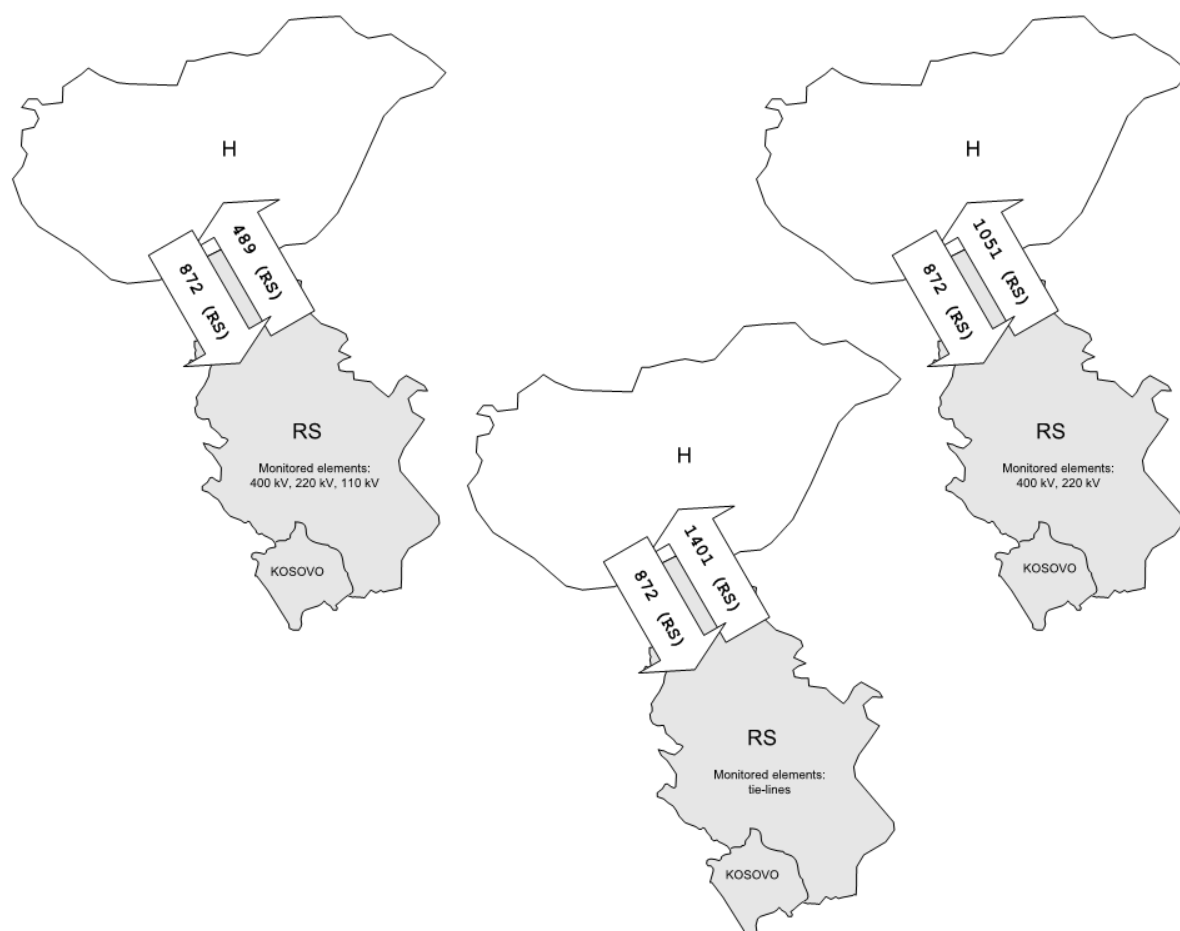 H
489 (RS)
872 (RS)
RS
Monitored elements:
400 kV, 220 kV, 110 kV
KOSOVO
H
1051 (RS)
872 (RS)
RS
Monitored elements:
400 kV, 220 kV
KOSOVO
H
1401 (RS)
872 (RS)
RS
Monitored elements:
tie-lines
KOSOVO